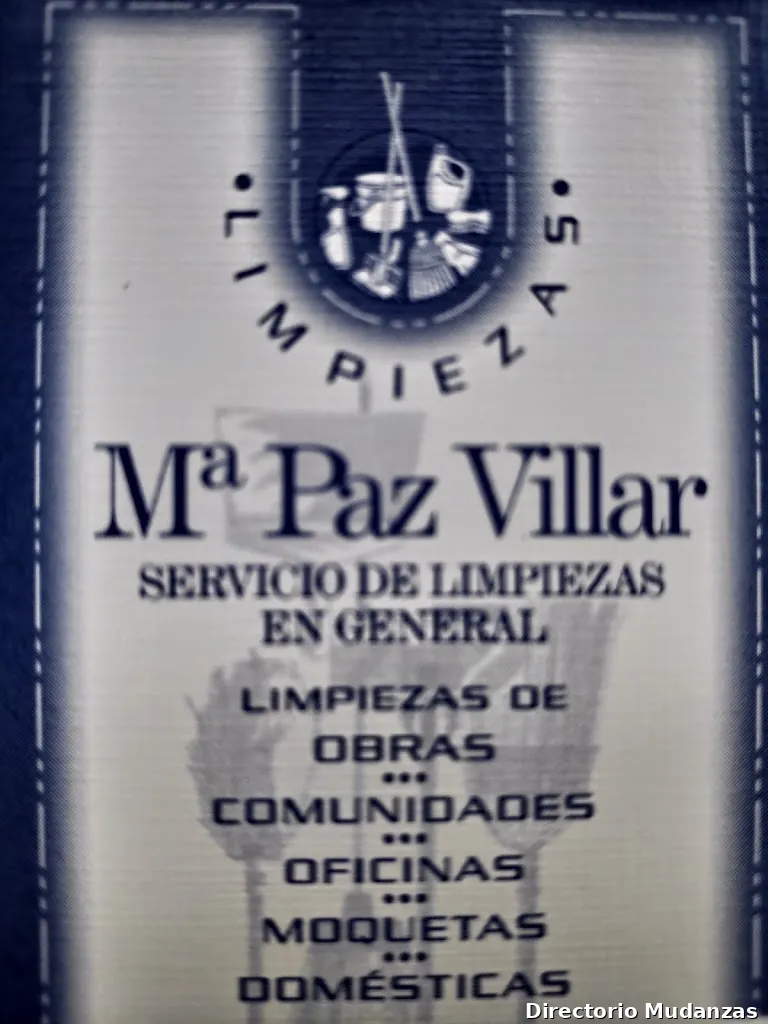 • LIMPIEZAS •
Mª Paz Villar
SERVICIO DE LIMPIEZAS
EN GENERAL
LIMPIEZAS DE
OBRAS
•••
COMUNIDADES
•••
OFICINAS
•••
MOQUETAS
•••
DOMÉSTICAS
Directorio Mudanzas